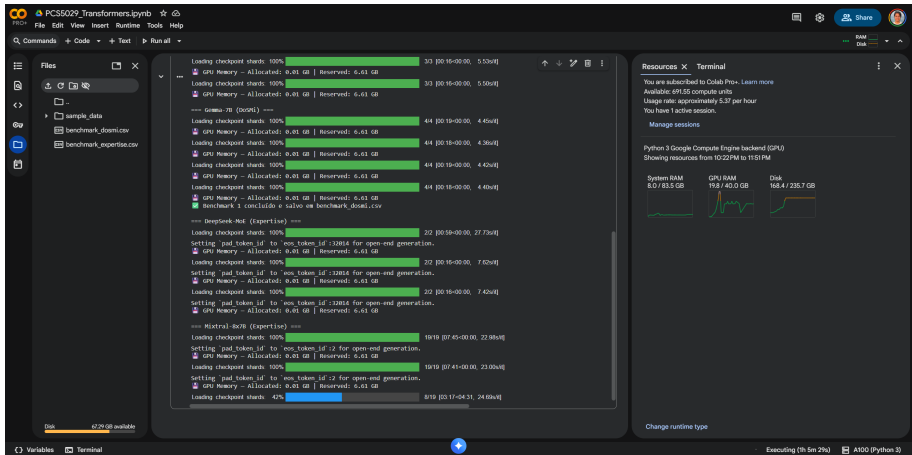 CO
PRO+
PCS5029_Transformers.ipynb
File Edit View Insert Runtime Tools Help
Share
Commands + Code + Text Run all
RAM
Disk
Files
..
sample_data
benchmark_dosmi.csv
benchmark_expertise.csv
Disk 67.29 GB available
Loading checkpoint shards: 100% 3/3 [00:16<00:00, 5.53s/it]
GPU Memory — Allocated: 0.01 GB | Reserved: 6.61 GB
Loading checkpoint shards: 100% 3/3 [00:16<00:00, 5.50s/it]
GPU Memory — Allocated: 0.01 GB | Reserved: 6.61 GB
=== Gemma-7B (DoSMi) ===
Loading checkpoint shards: 100% 4/4 [00:19<00:00, 4.45s/it]
GPU Memory — Allocated: 0.01 GB | Reserved: 6.61 GB
Loading checkpoint shards: 100% 4/4 [00:18<00:00, 4.36s/it]
GPU Memory — Allocated: 0.01 GB | Reserved: 6.61 GB
Loading checkpoint shards: 100% 4/4 [00:19<00:00, 4.42s/it]
GPU Memory — Allocated: 0.01 GB | Reserved: 6.61 GB
Loading checkpoint shards: 100% 4/4 [00:18<00:00, 4.40s/it]
GPU Memory — Allocated: 0.01 GB | Reserved: 6.61 GB
Benchmark 1 concluído e salvo em benchmark_dosmi.csv
=== DeepSeek-MoE (Expertise) ===
Loading checkpoint shards: 100% 2/2 [00:59<00:00, 27.73s/it]
Setting `pad_token_id` to `eos_token_id`:32014 for open-end generation.
GPU Memory — Allocated: 0.01 GB | Reserved: 6.61 GB
Loading checkpoint shards: 100% 2/2 [00:16<00:00, 7.62s/it]
Setting `pad_token_id` to `eos_token_id`:32014 for open-end generation.
GPU Memory — Allocated: 0.01 GB | Reserved: 6.61 GB
Loading checkpoint shards: 100% 2/2 [00:16<00:00, 7.42s/it]
Setting `pad_token_id` to `eos_token_id`:32014 for open-end generation.
GPU Memory — Allocated: 0.01 GB | Reserved: 6.61 GB
=== Mixtral-8x7B (Expertise) ===
Loading checkpoint shards: 100% 19/19 [07:45<00:00, 22.98s/it]
Setting `pad_token_id` to `eos_token_id`:2 for open-end generation.
GPU Memory — Allocated: 0.01 GB | Reserved: 6.61 GB
Loading checkpoint shards: 100% 19/19 [07:41<00:00, 23.00s/it]
Setting `pad_token_id` to `eos_token_id`:2 for open-end generation.
GPU Memory — Allocated: 0.01 GB | Reserved: 6.61 GB
Loading checkpoint shards: 42% 8/19 [03:17<04:31, 24.69s/it]
Resources Terminal
You are subscribed to Colab Pro+. Learn more
Available: 691.55 compute units
Usage rate: approximately 5.37 per hour
You have 1 active session.
Manage sessions
Python 3 Google Compute Engine backend (GPU)
Showing resources from 10:22 PM to 11:51 PM
System RAM GPU RAM Disk
8.0 / 83.5 GB 19.8 / 40.0 GB 168.4 / 235.7 GB
Change runtime type
Variables Terminal
Executing (1h 5m 29s) A100 (Python 3)